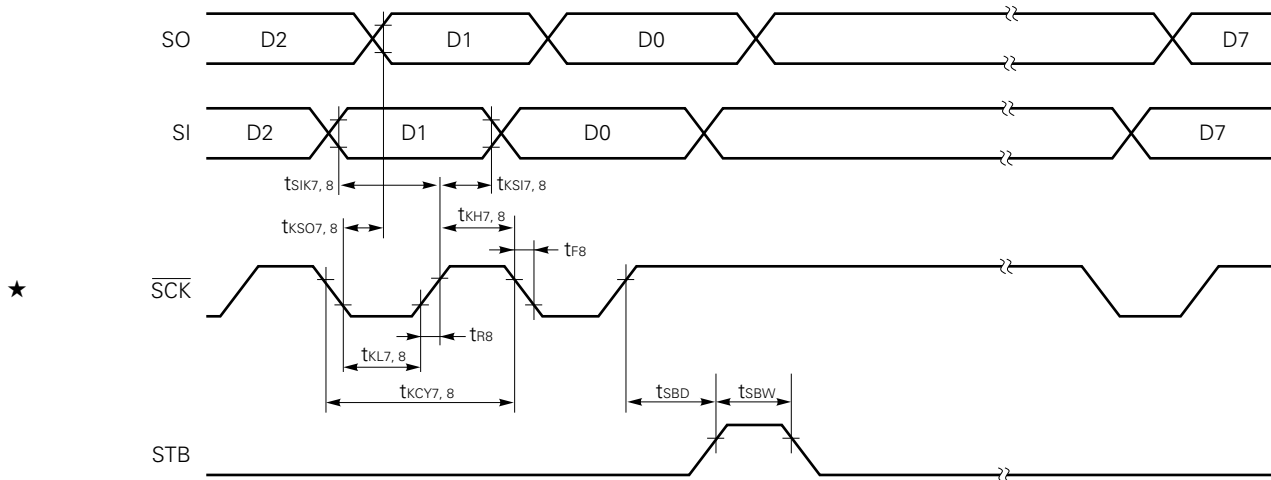 SO D2 D1 D0 D7
SI D2 D1 D0 D7
tSIK7, 8 tKSI7, 8
tKSO7, 8 tKH7, 8
tF8
★ SCK
tR8
tKL7, 8
tKCY7, 8 tSBD tSBW
STB